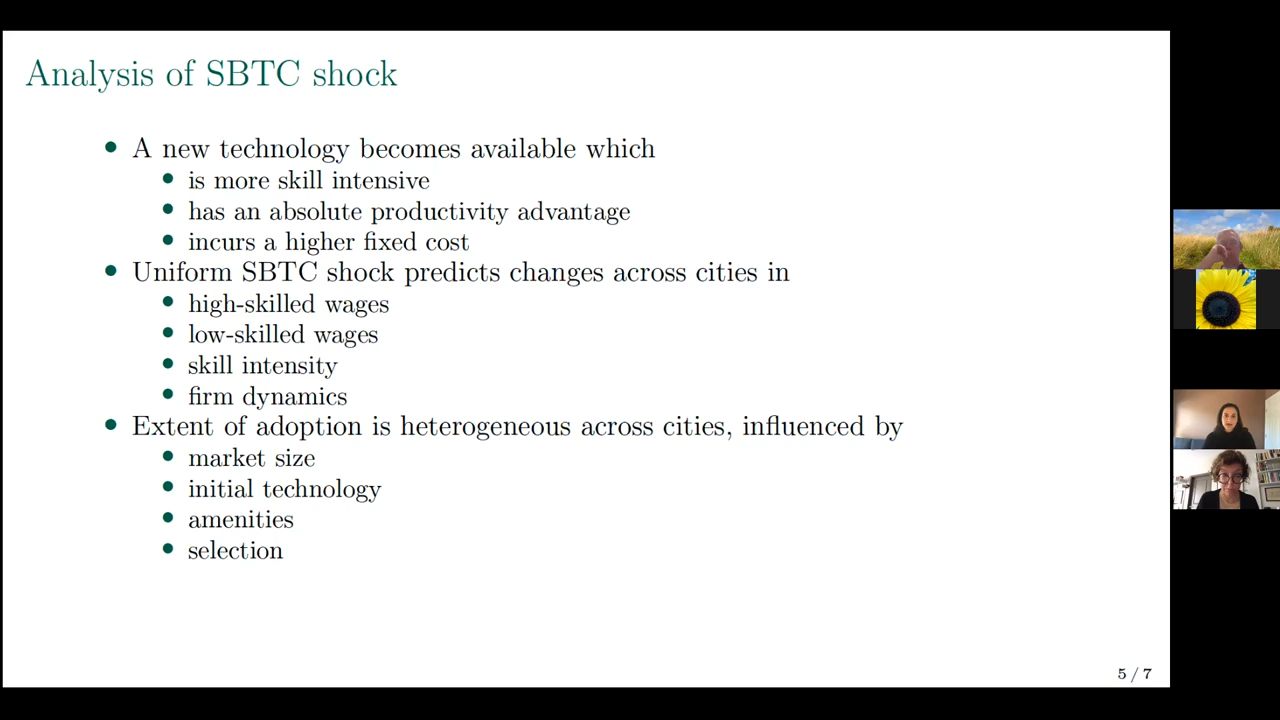 Analysis of SBTC shock
• A new technology becomes available which
• is more skill intensive
• has an absolute productivity advantage
• incurs a higher fixed cost
• Uniform SBTC shock predicts changes across cities in
• high-skilled wages
• low-skilled wages
• skill intensity
• firm dynamics
• Extent of adoption is heterogeneous across cities, influenced by
• market size
• initial technology
• amenities
• selection
5 / 7